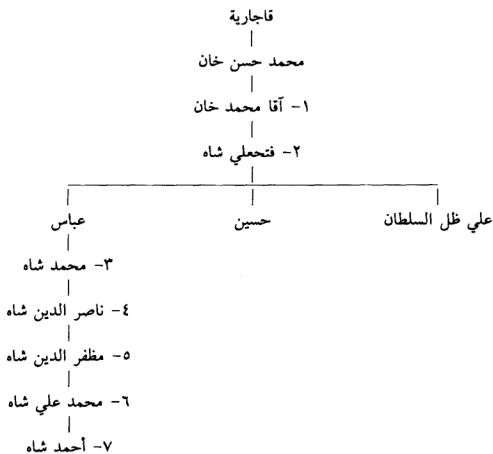 قاجارية
محمد حسن خان
١- آقا محمد خان
٢- فتحعلي شاه
علي ظل السلطان
حسين
عباس
٣- محمد شاه
٤- ناصر الدين شاه
٥- مظفر الدين شاه
٦- محمد علي شاه
٧- أحمد شاه